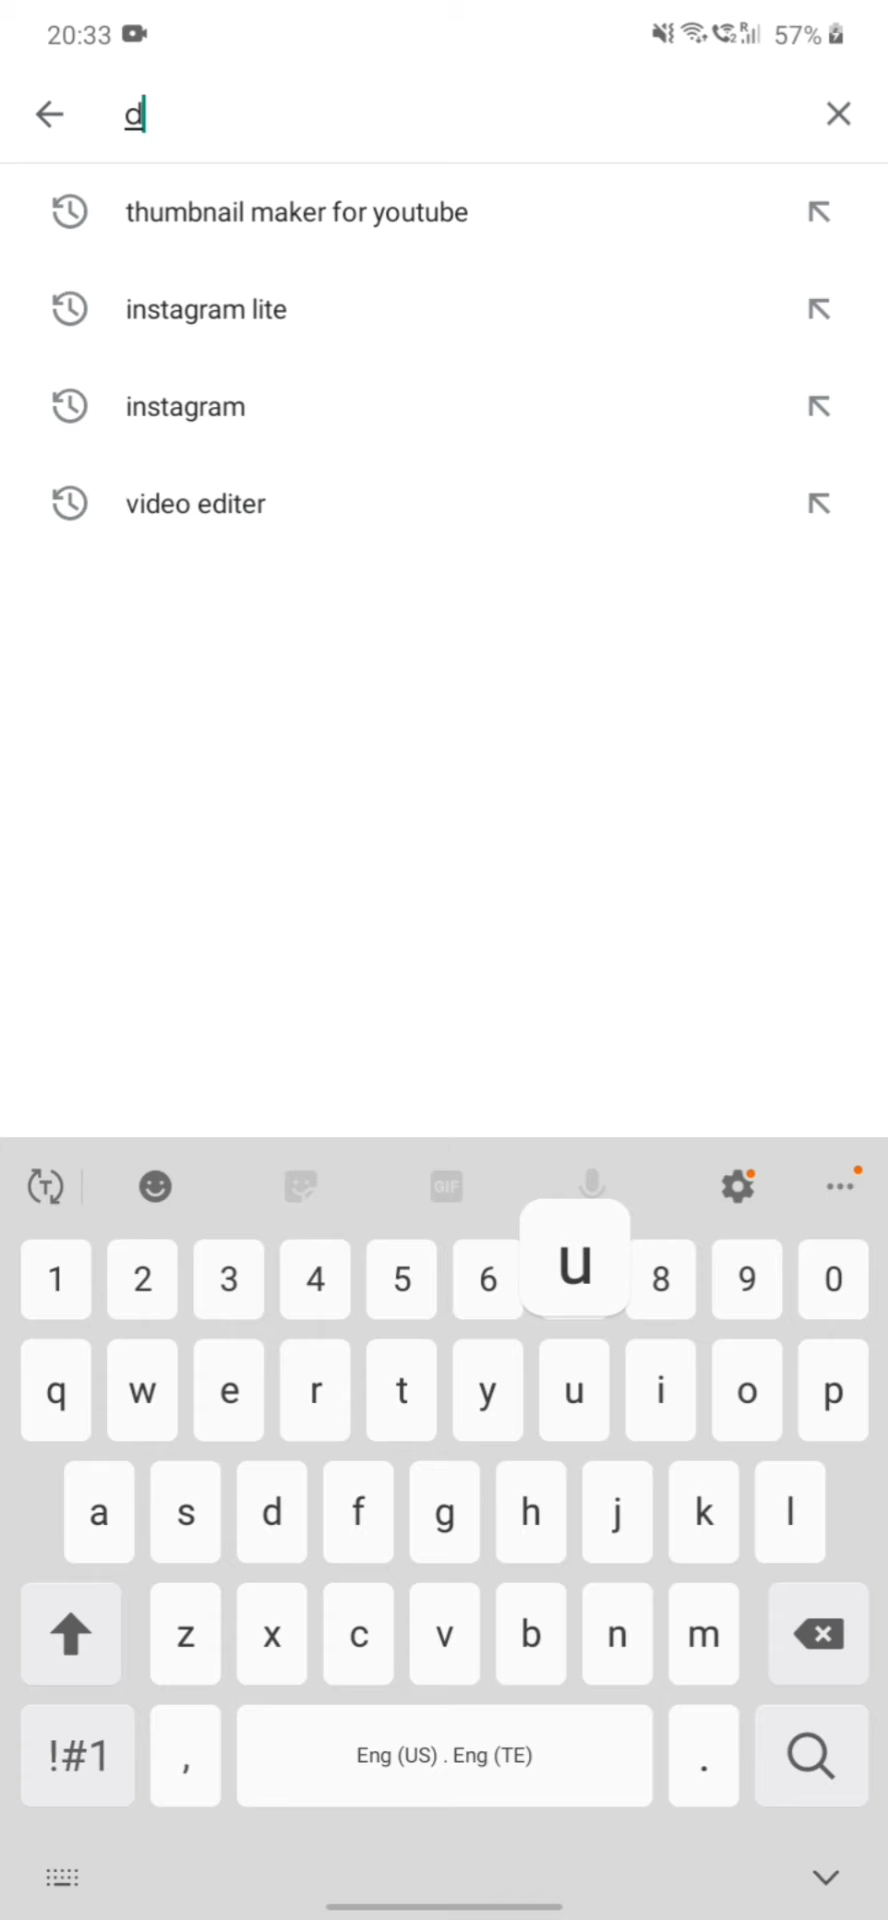 20:33 57%
d
thumbnail maker for youtube
instagram lite
instagram
video editer
T GIF
1 2 3 4 5 6 u 8 9 0
q w e r t y u i o p
a s d f g h j k l
z x c v b n m
!#1 , Eng (US) . Eng (TE) .